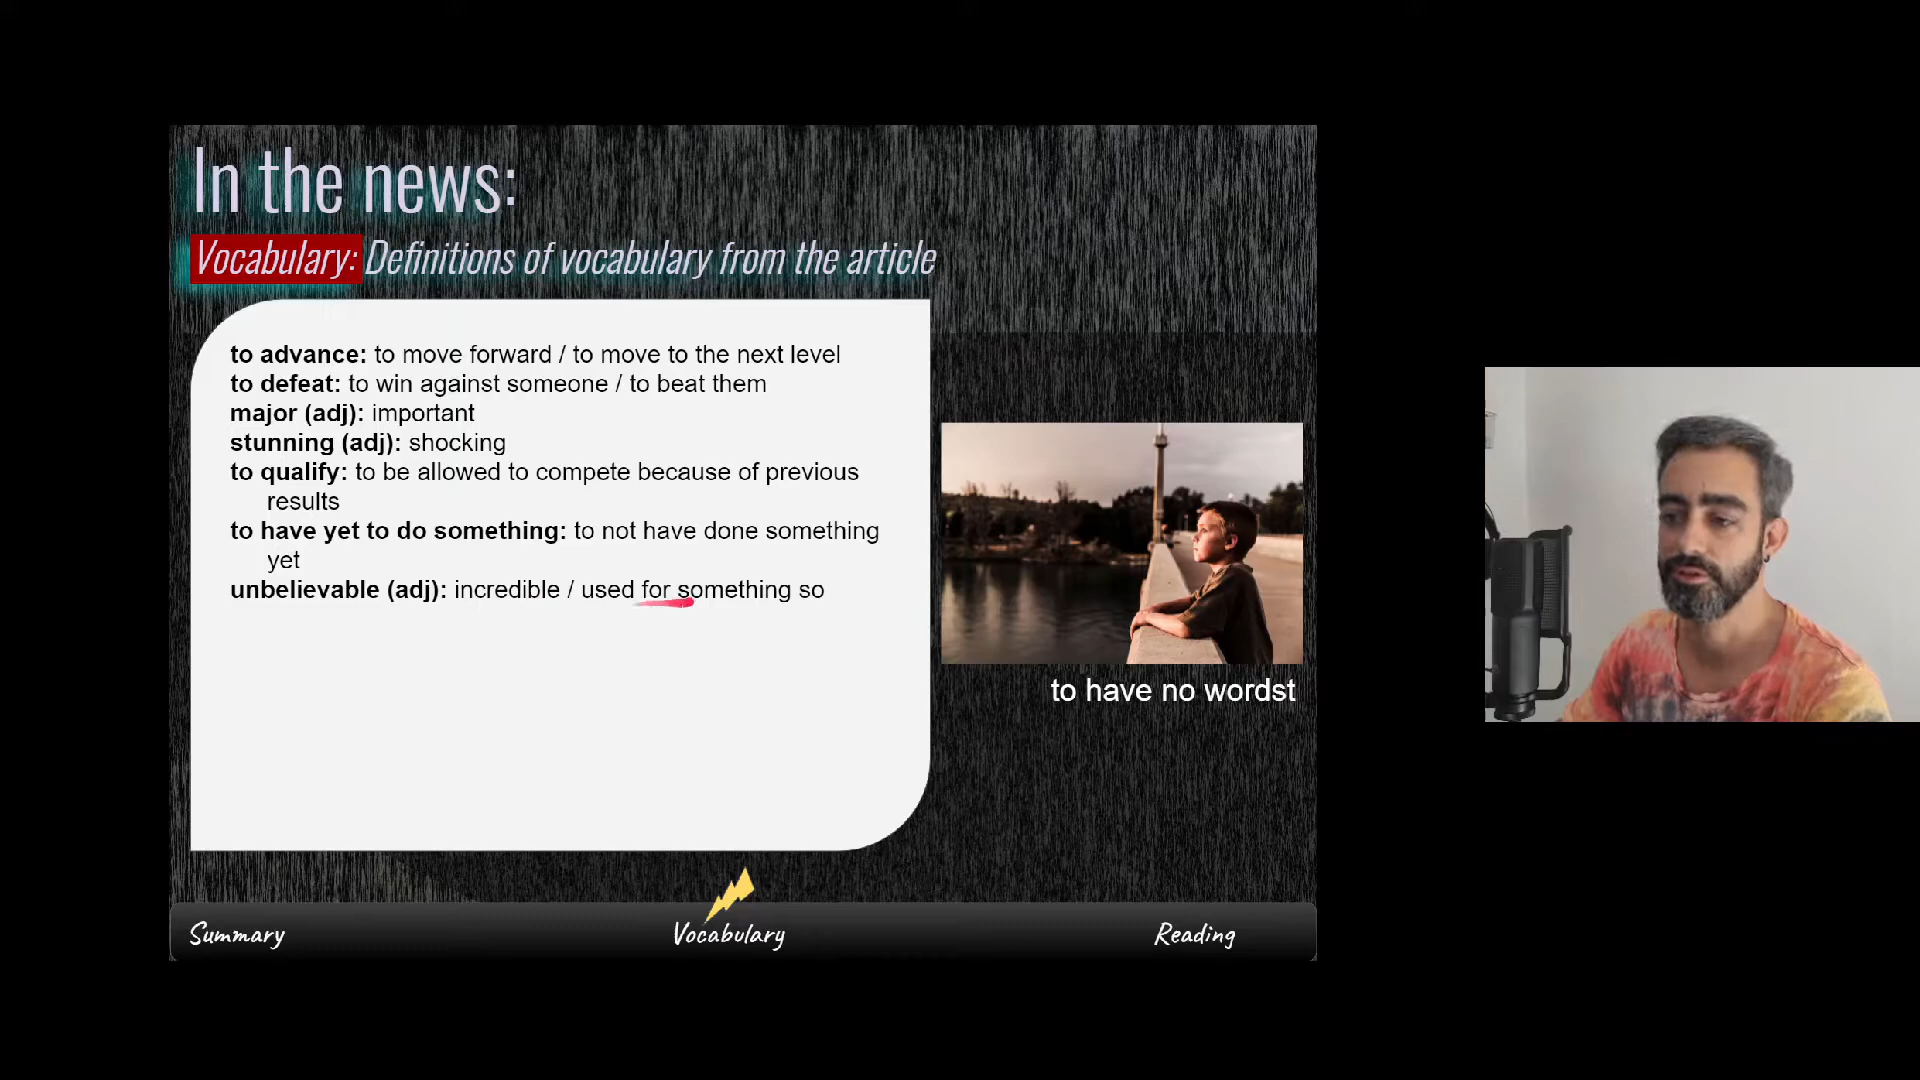 In the news:
Vocabulary: Definitions of vocabulary from the article
to advance: to move forward / to move to the next level
to defeat: to win against someone / to beat them
major (adj): important
stunning (adj): shocking
to qualify: to be allowed to compete because of previous
results
to have yet to do something: to not have done something
yet
unbelievable (adj): incredible / used for something so
to have no wordst
Summary
Vocabulary
Reading